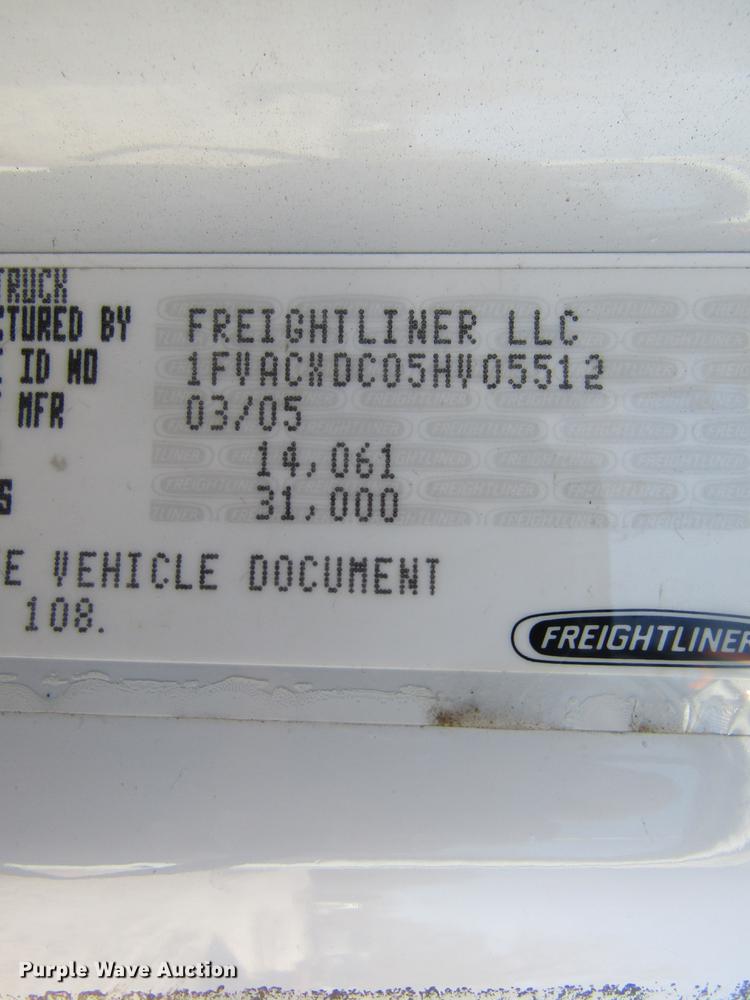 TRUCK
CTURED BY FREIGHTLINER LLC
E ID NO 1FVACXDC05HV05512
MFR 03/05
14,061
S 31,000
E VEHICLE DOCUMENT
108.
FREIGHTLINER
Purple Wave Auction